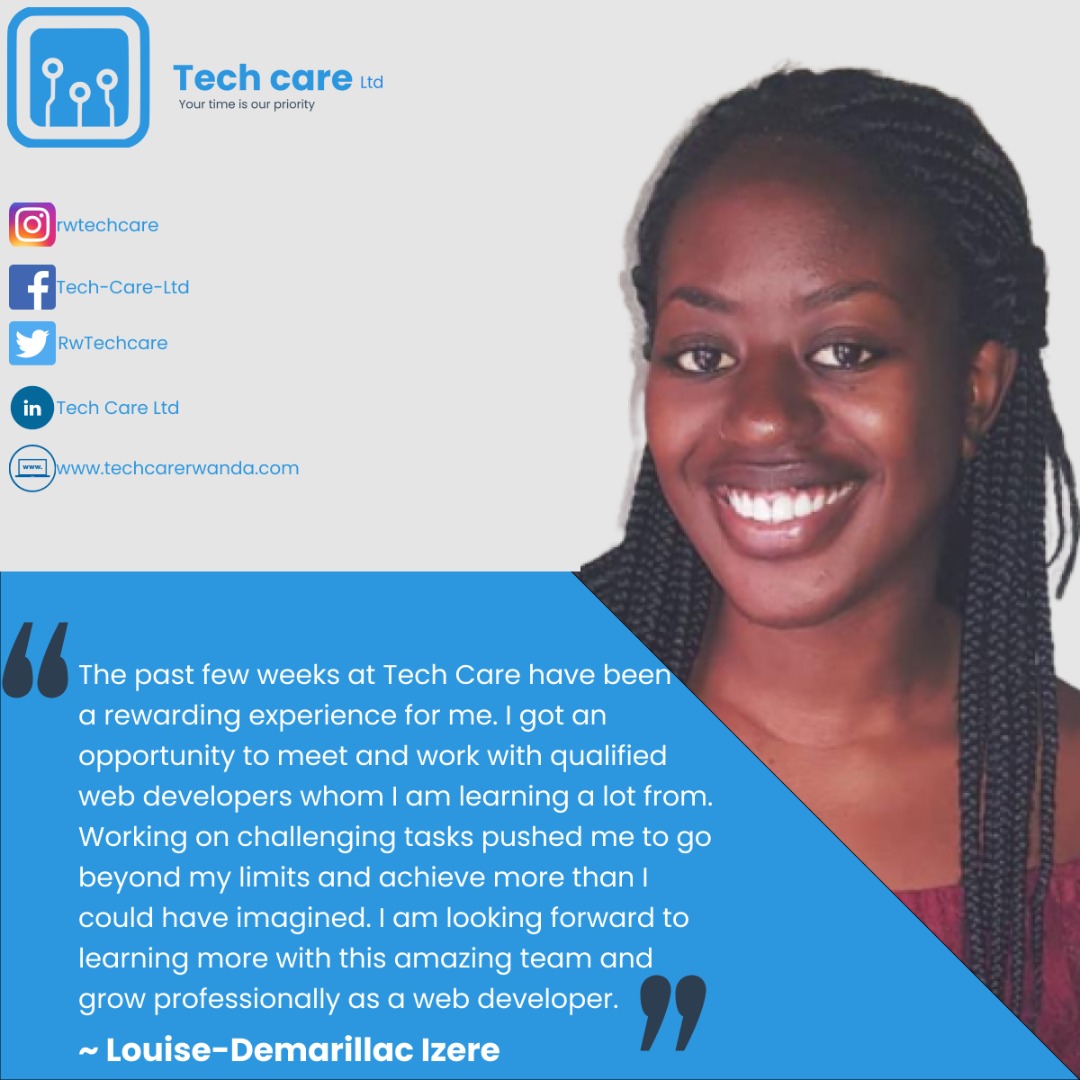 Tech care Ltd
Your time is our priority
rwtechcare
Tech-Care-Ltd
RwTechcare
in Tech Care Ltd
www. www.techcarerwanda.com
“
The past few weeks at Tech Care have been
a rewarding experience for me. I got an
opportunity to meet and work with qualified
web developers whom I am learning a lot from.
Working on challenging tasks pushed me to go
beyond my limits and achieve more than I
could have imagined. I am looking forward to
learning more with this amazing team and
grow professionally as a web developer.
”
~ Louise-Demarillac Izere